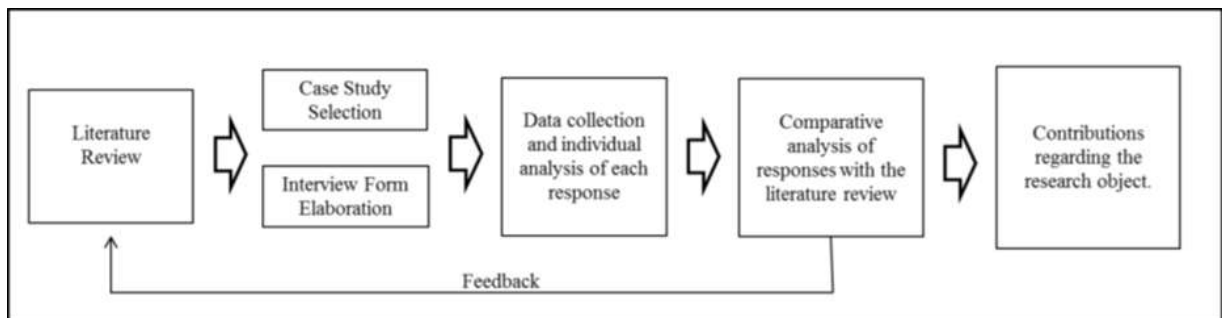 Literature
Review
Case Study
Selection
Interview Form
Elaboration
Data collection
and individual
analysis of each
response
Comparative
analysis of
responses with the
literature review
Contributions
regarding the
research object.
Feedback